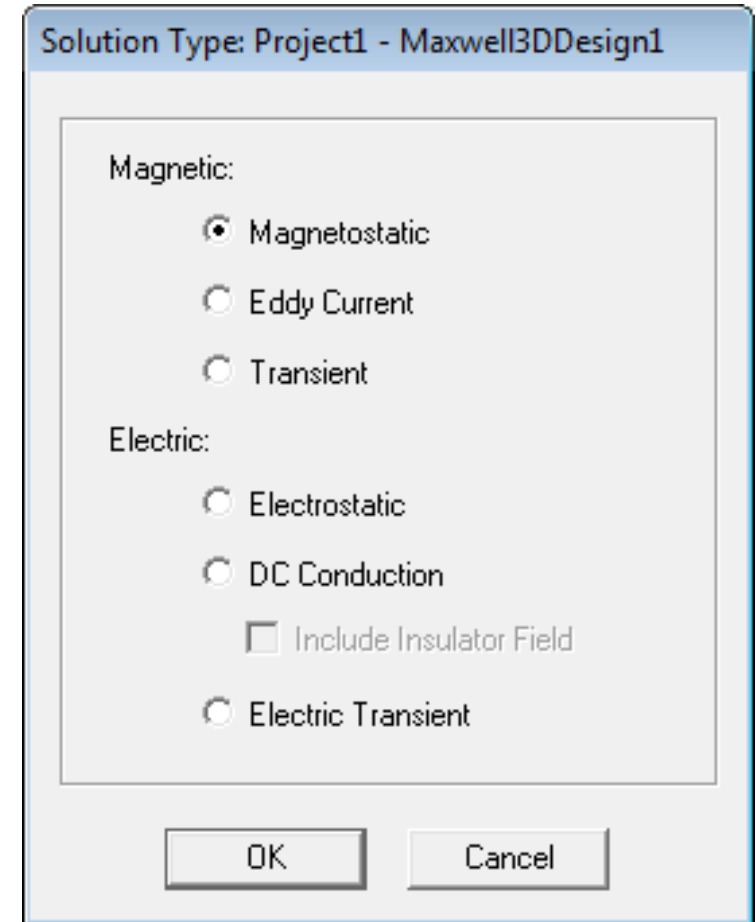 Solution Type: Project1 - Maxwell3DDesign1
Magnetic:
Magnetostatic
Eddy Current
Transient
Electric:
Electrostatic
DC Conduction
Include Insulator Field
Electric Transient
OK Cancel